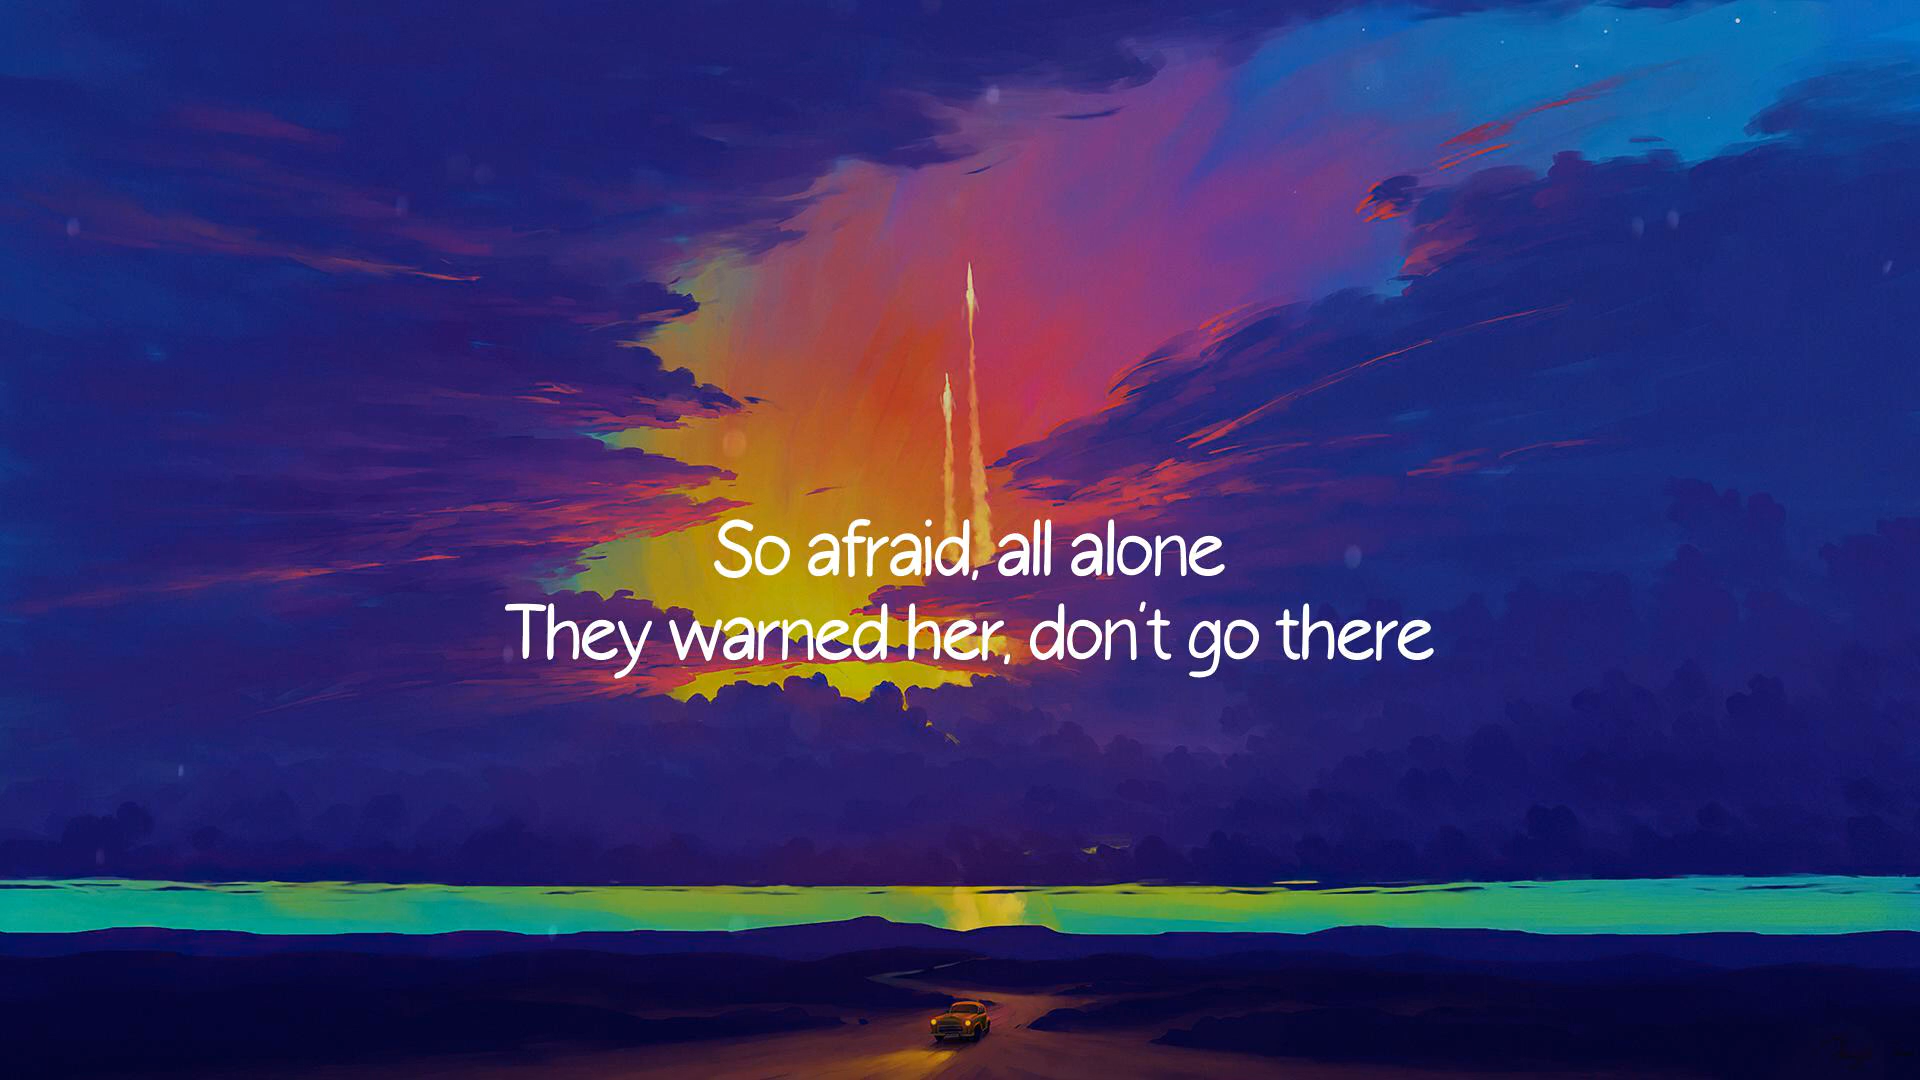 So afraid, all alone
They warned her, don't go there